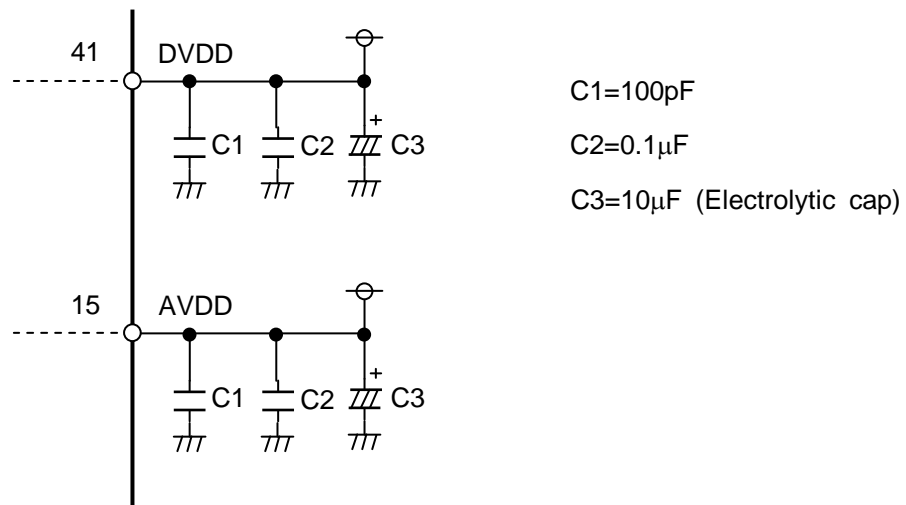 41 DVDD
+
C1 C2 C3
C1=100pF
C2=0.1μF
C3=10μF (Electrolytic cap)
15 AVDD
+
C1 C2 C3